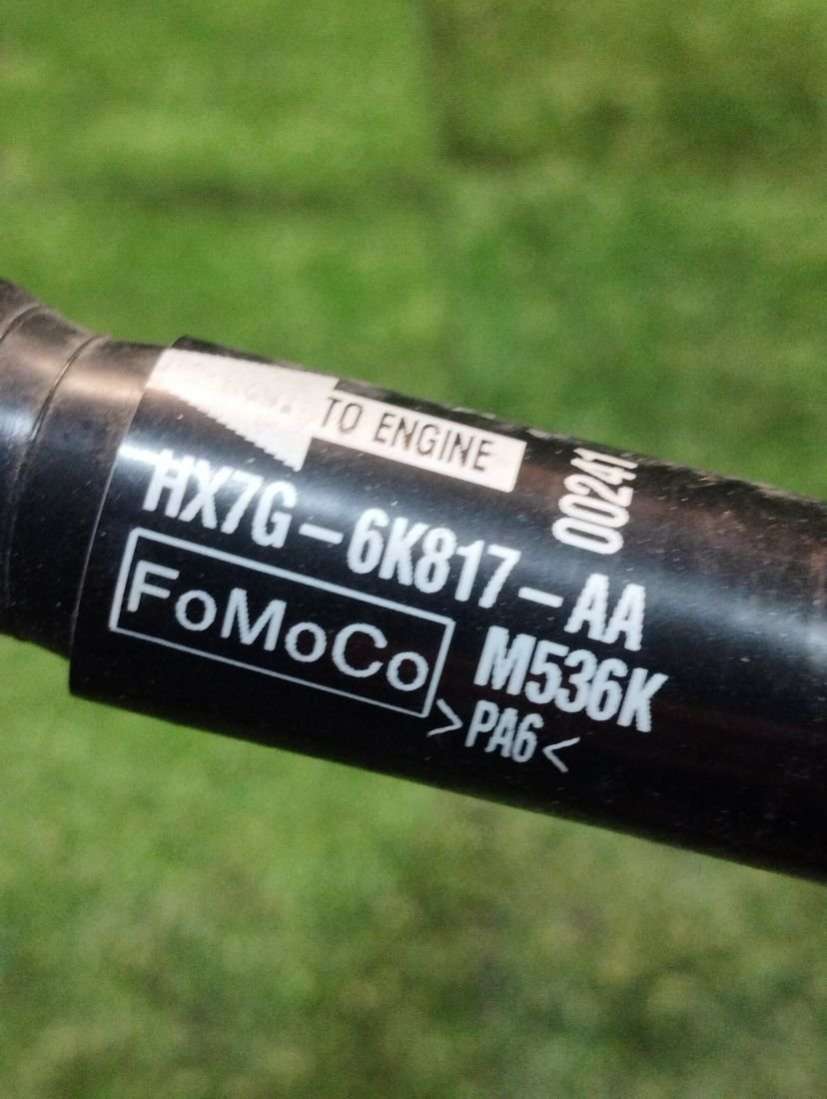 TO ENGINE
00241
HX7G-6K817-AA
FoMoCo
M536K
>PA6<